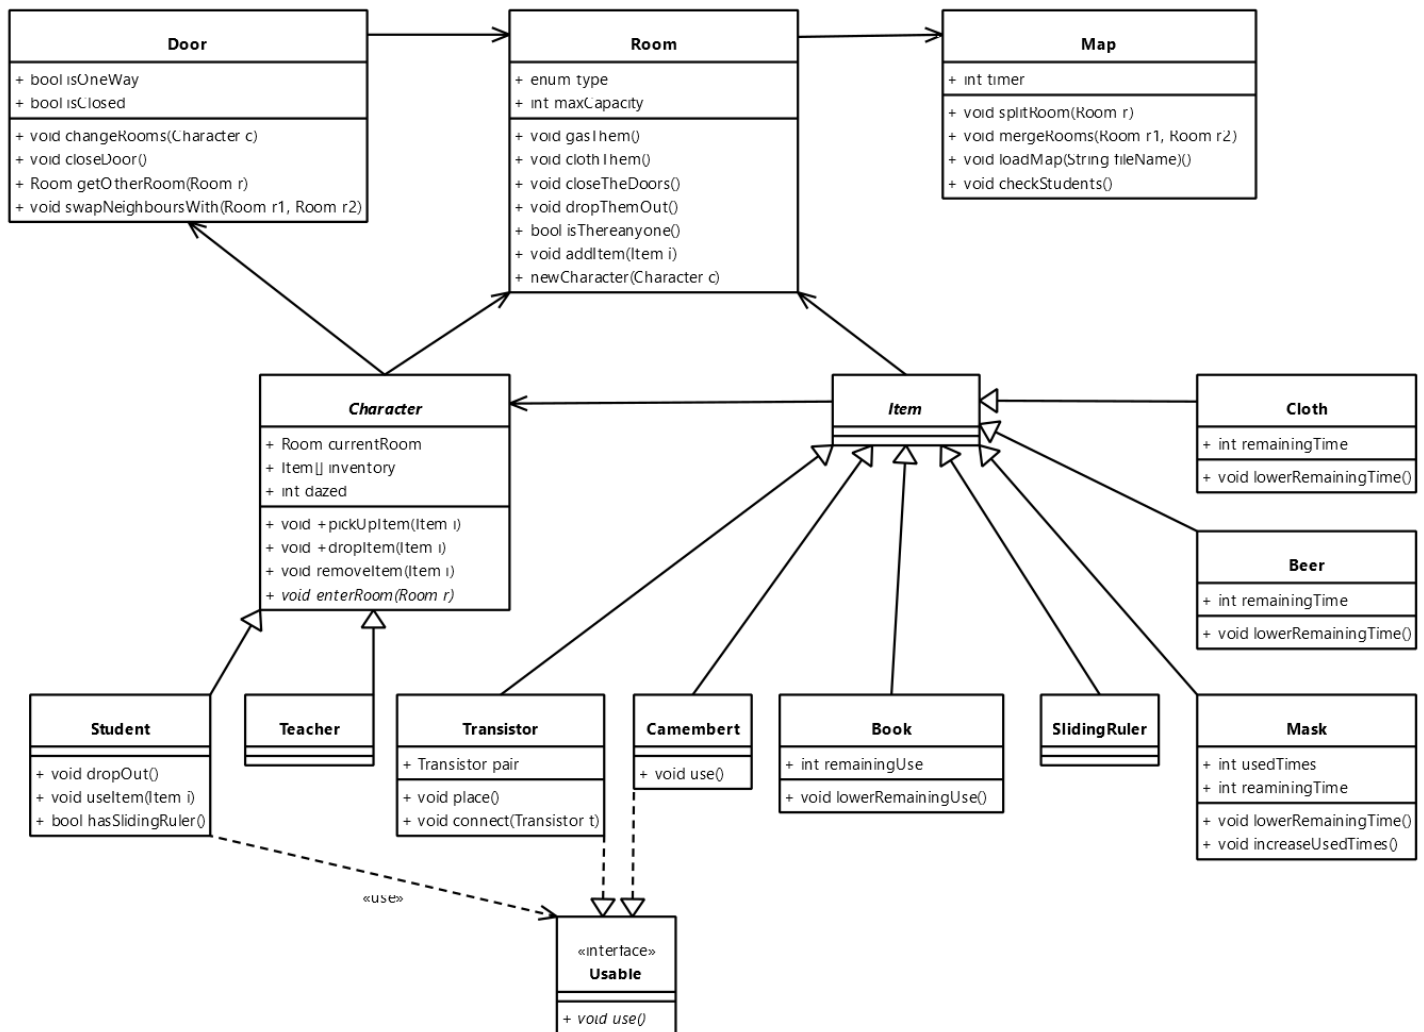 Door
+ bool isOneWay
+ bool isClosed
+ void changeRooms(Character c)
+ void closeDoor()
+ Room getOtherRoom(Room r)
+ void swapNeighboursWith(Room r1, Room r2)
Room
+ enum type
+ int maxCapacity
+ void gasThem()
+ void clothThem()
+ void closeTheDoors()
+ void dropThemOut()
+ bool isThereanyone()
+ void addItem(Item i)
+ newCharacter(Character c)
Map
+ int timer
+ void splitRoom(Room r)
+ void mergeRooms(Room r1, Room r2)
+ void loadMap(String fileName)()
+ void checkStudents()
Character
+ Room currentRoom
+ Item[] inventory
+ int dazed
+ void +pickUpItem(Item i)
+ void +dropItem(Item i)
+ void removeItem(Item i)
+ void enterRoom(Room r)
Item
Cloth
+ int remainingTime
+ void lowerRemainingTime()
Beer
+ int remainingTime
+ void lowerRemainingTime()
Student
+ void dropOut()
+ void useItem(Item i)
+ bool hasSlidingRuler()
Teacher
Transistor
+ Transistor pair
+ void place()
+ void connect(Transistor t)
Camembert
+ void use()
Book
+ int remainingUse
+ void lowerRemainingUse()
SlidingRuler
Mask
+ int usedTimes
+ int reaminingTime
+ void lowerRemainingTime()
+ void increaseUsedTimes()
«use»
«interface»
Usable
+ void use()